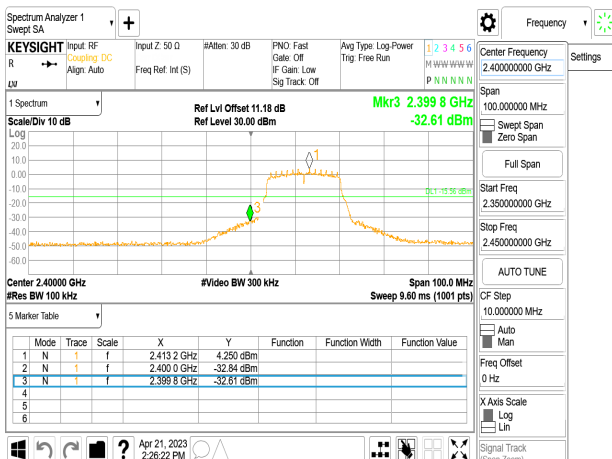 Spectrum Analyzer 1
Swept SA
Frequency
KEYSIGHT
R
LXI
Input: RF
Coupling: DC
Align: Auto
Input Z: 50 Ω
Freq Ref: Int (S)
#Atten: 30 dB
PNO: Fast
Gate: Off
IF Gain: Low
Sig Track: Off
Avg Type: Log-Power
Trig: Free Run
1 2 3 4 5 6
M W W W W W
P N N N N N
1 Spectrum
Scale/Div 10 dB
Ref Lvl Offset 11.18 dB
Ref Level 30.00 dBm
Mkr3 2.399 8 GHz
-32.61 dBm
Log
20.0
10.0
0.00
-10.0
-20.0
-30.0
-40.0
-50.0
-60.0
1
3
Center 2.40000 GHz
#Res BW 100 kHz
#Video BW 300 kHz
Span 100.0 MHz
Sweep 9.60 ms (1001 pts)
5 Marker Table
Mode Trace Scale X Y Function Function Width Function Value
1 N 1 f 2.413 2 GHz 4.250 dBm
2 N 1 f 2.400 0 GHz -32.84 dBm
3 N 1 f 2.399 8 GHz -32.61 dBm
4
5
6
?
Apr 21, 2023
2:26:22 PM
Center Frequency
2.400000000 GHz
Settings
Span
100.000000 MHz
Swept Span
Zero Span
Full Span
Start Freq
2.350000000 GHz
Stop Freq
2.450000000 GHz
AUTO TUNE
CF Step
10.000000 MHz
Auto
Man
Freq Offset
0 Hz
X Axis Scale
Log
Lin
Signal Track